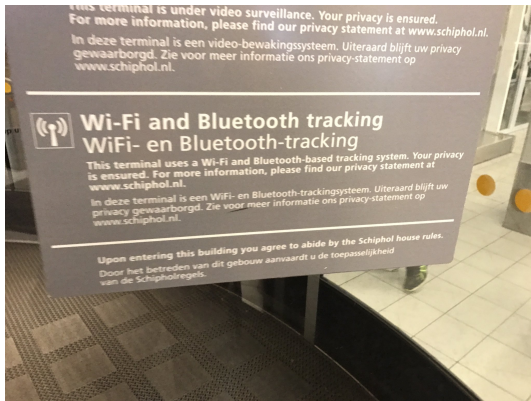 This terminal is under video surveillance. Your privacy is ensured.
For more information, please find our privacy statement at www.schiphol.nl.
In deze terminal is een video-bewakingssysteem. Uiteraard blijft uw privacy
gewaarborgd. Zie voor meer informatie ons privacy-statement op
www.schiphol.nl.
Wi-Fi and Bluetooth tracking
WiFi- en Bluetooth-tracking
This terminal uses a Wi-Fi and Bluetooth-based tracking system. Your privacy
is ensured. For more information, please find our privacy statement at
www.schiphol.nl.
In deze terminal is een WiFi- en Bluetooth-trackingsysteem. Uiteraard blijft uw
privacy gewaarborgd. Zie voor meer informatie ons privacy-statement op
www.schiphol.nl.
Upon entering this building you agree to abide by the Schiphol house rules.
Door het betreden van dit gebouw aanvaardt u de toepasselijkheid
van de Schipholregels.